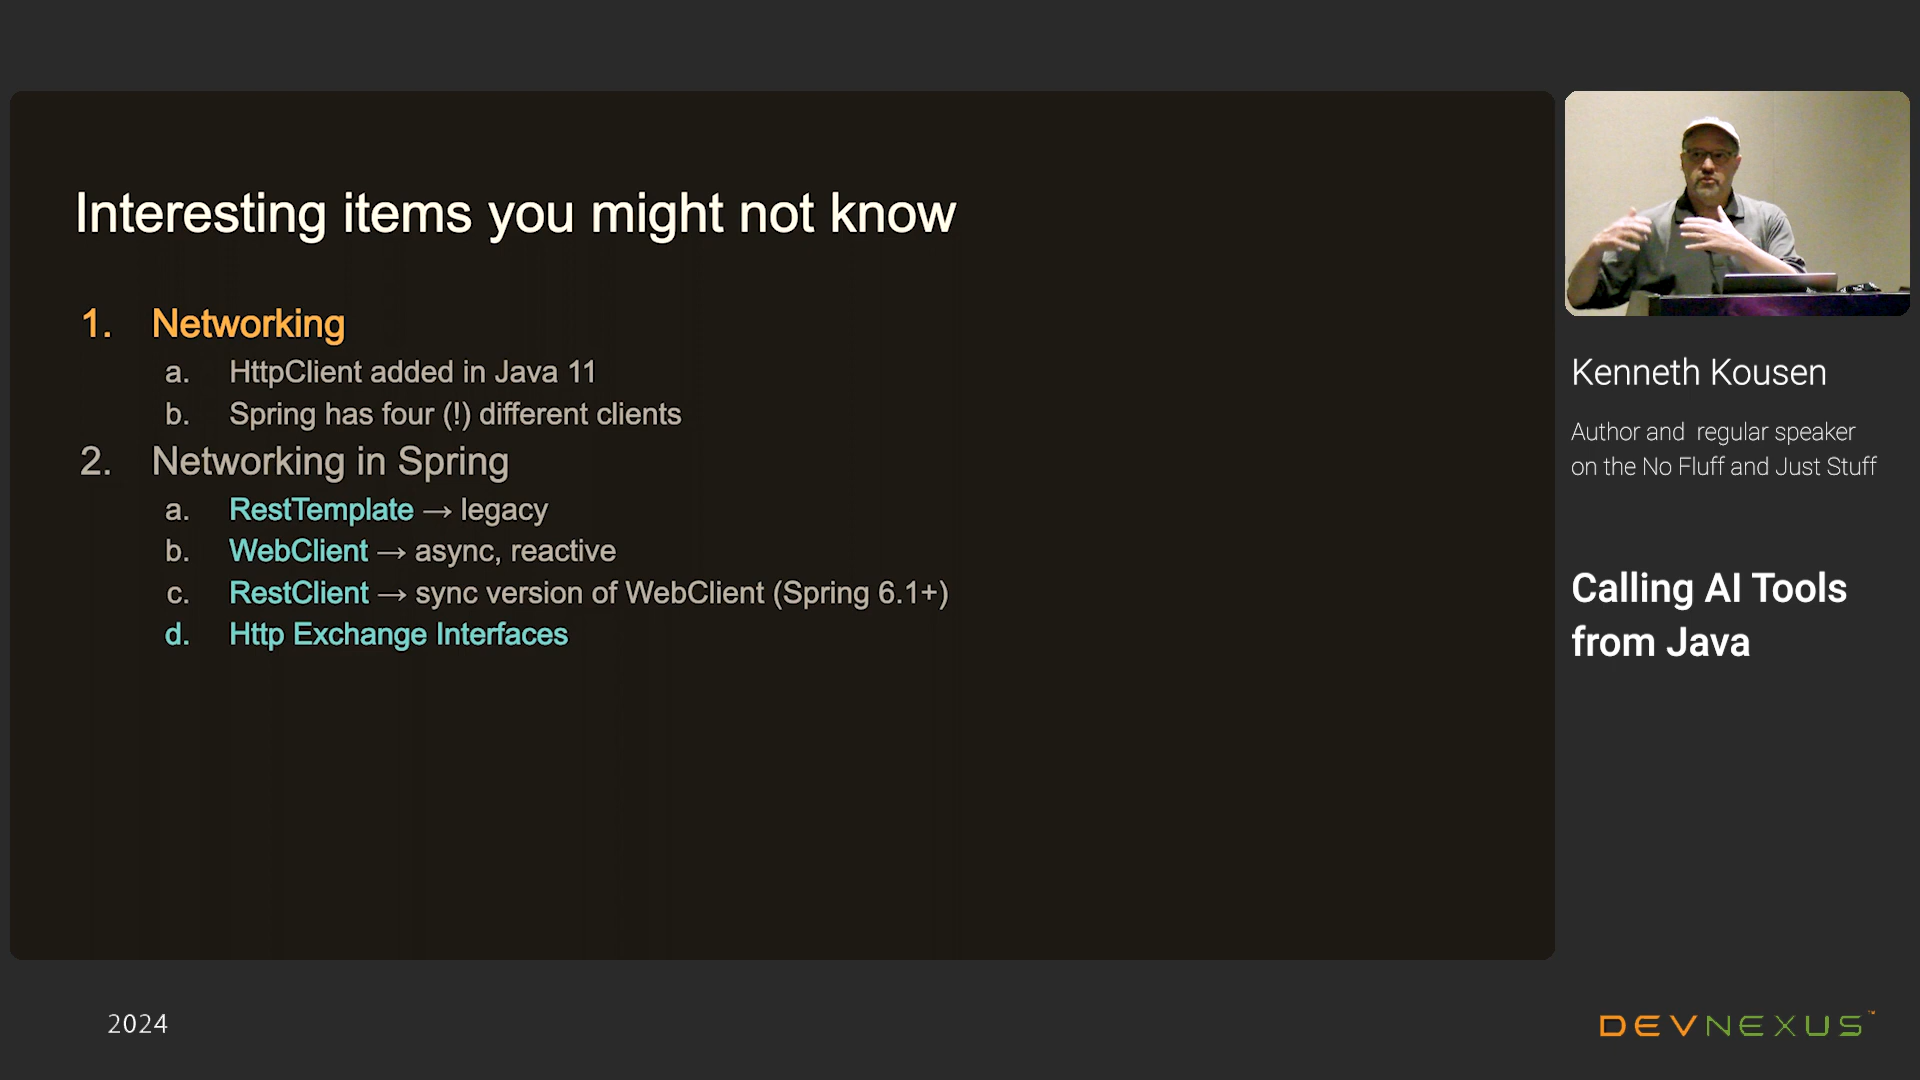 Interesting items you might not know
1. Networking
a. HttpClient added in Java 11
b. Spring has four (!) different clients
2. Networking in Spring
a. RestTemplate → legacy
b. WebClient → async, reactive
c. RestClient → sync version of WebClient (Spring 6.1+)
d. Http Exchange Interfaces
Kenneth Kousen
Author and regular speaker
on the No Fluff and Just Stuff
Calling AI Tools
from Java
2024
DEVNEXUS™